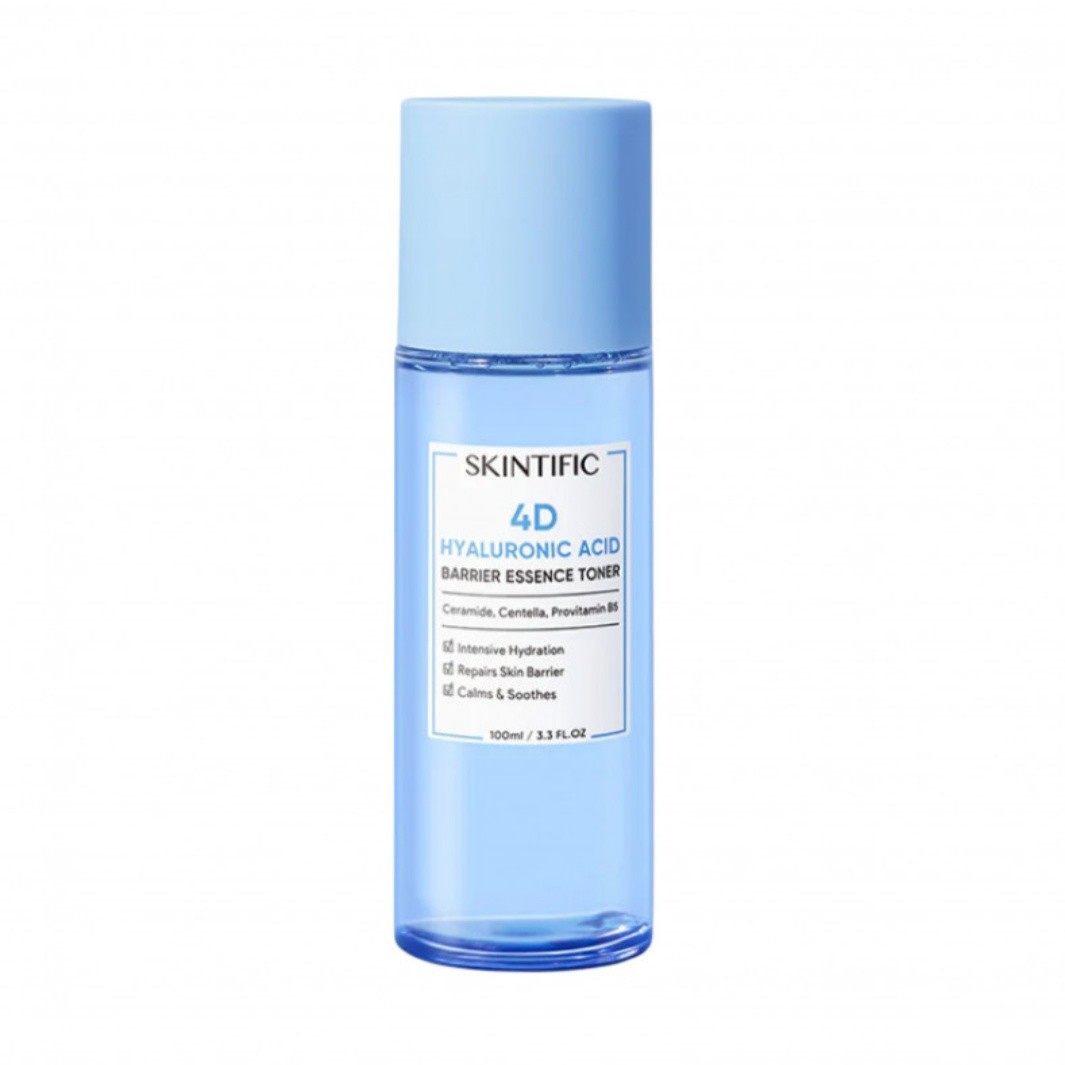 SKINTIFIC
4D
HYALURONIC ACID
BARRIER ESSENCE TONER
Ceramide, Centella, Provitamin B5
Intensive Hydration
Repairs Skin Barrier
Calms & Soothes
100ml / 3.3 FL.OZ